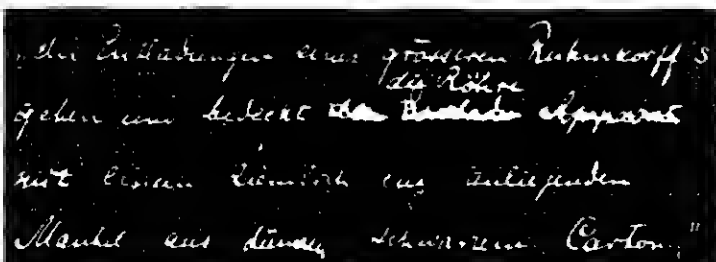 „die Entladungen eines grösseren Ruhmkorff's
die Röhre
gehen und bedeckt Apparat
mit einem ziemlich eng anliegenden
Mantel aus dünnem, schwarzem Carton,"